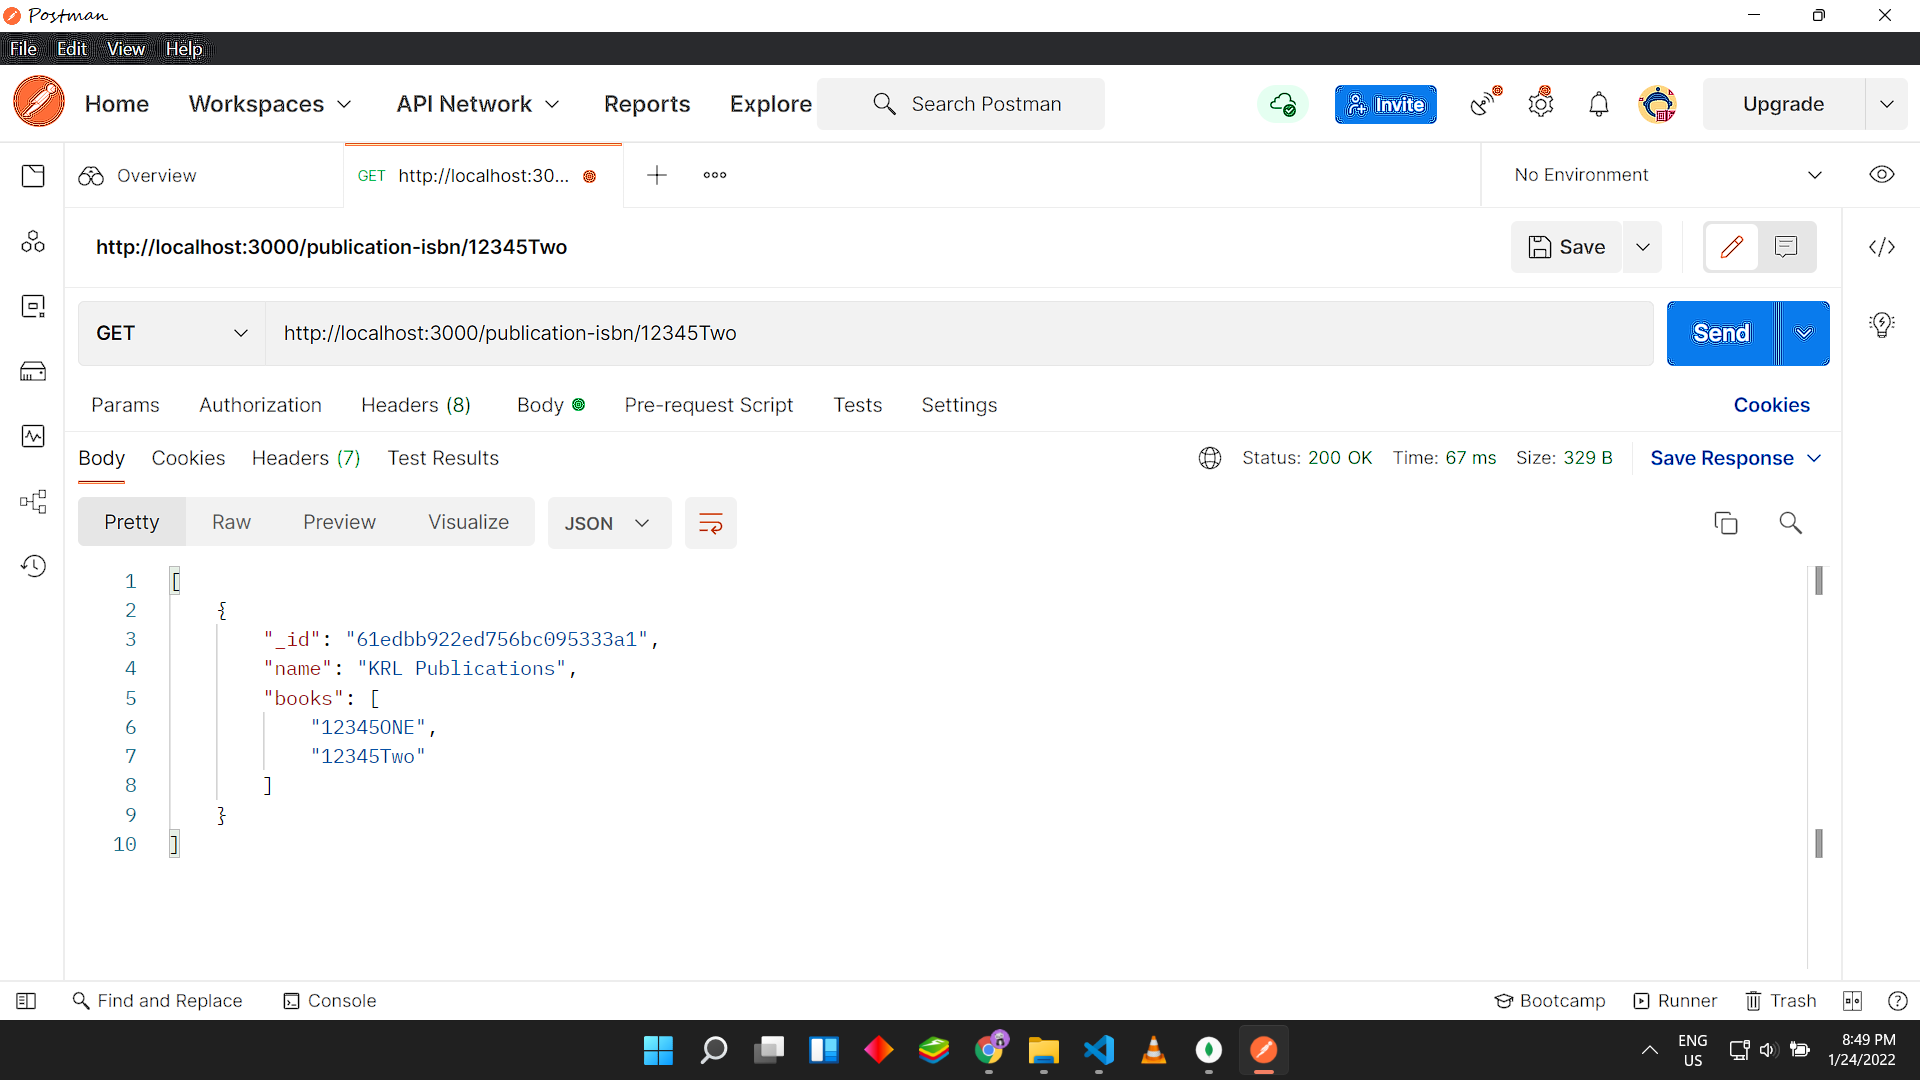 Postman
File Edit View Help
Home Workspaces API Network Reports Explore Search Postman Invite Upgrade
Overview GET http://localhost:30... No Environment
http://localhost:3000/publication-isbn/12345Two Save
GET http://localhost:3000/publication-isbn/12345Two Send
Params Authorization Headers (8) Body Pre-request Script Tests Settings Cookies
Body Cookies Headers (7) Test Results Status: 200 OK Time: 67 ms Size: 329 B Save Response
Pretty Raw Preview Visualize JSON
1 [
2 {
3 "_id": "61edbb922ed756bc095333a1",
4 "name": "KRL Publications",
5 "books": [
6 "12345ONE",
7 "12345Two"
8 ]
9 }
10 ]
Find and Replace Console Bootcamp Runner Trash
ENG 8:49 PM
US 1/24/2022